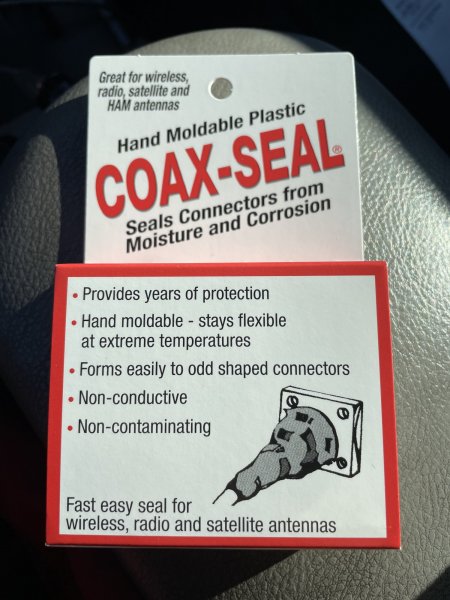 Great for wireless,
radio, satellite and
HAM antennas
Hand Moldable Plastic
COAX-SEAL®
Seals Connectors from
Moisture and Corrosion
• Provides years of protection
• Hand moldable - stays flexible
at extreme temperatures
• Forms easily to odd shaped connectors
• Non-conductive
• Non-contaminating
Fast easy seal for
wireless, radio and satellite antennas